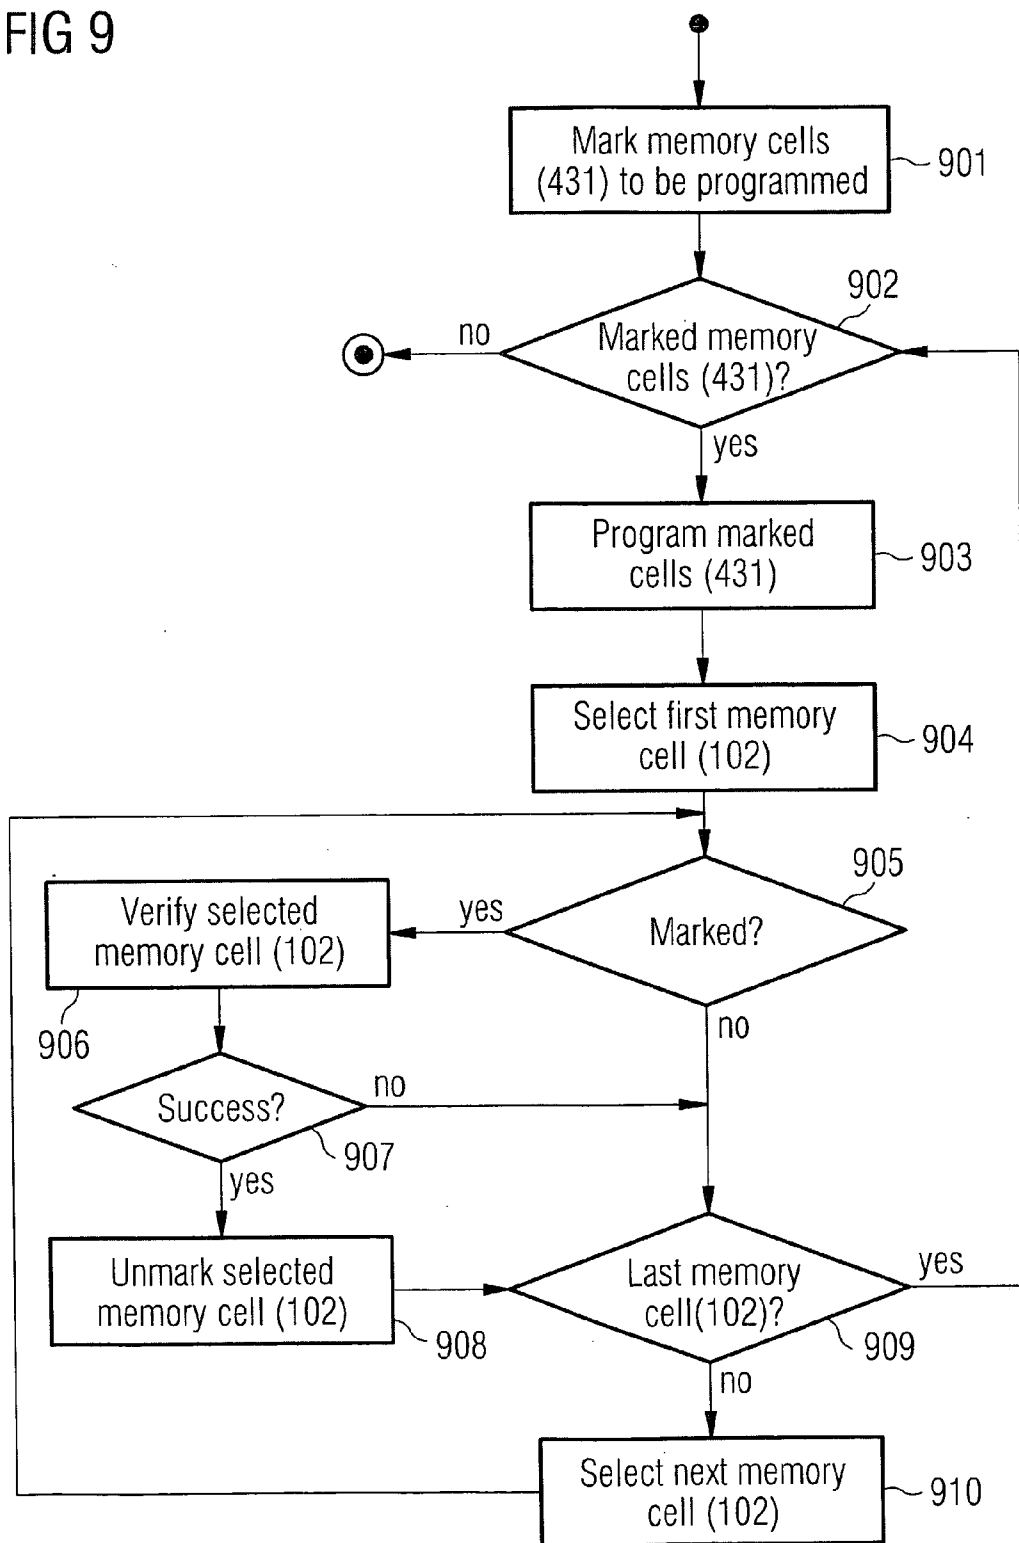 FIG 9
Mark memory cells
(431) to be programmed
901
902
no
Marked memory
cells (431)?
yes
Program marked
cells (431)
903
Select first memory
cell (102)
904
905
Verify selected
memory cell (102)
yes
Marked?
906
no
Success?
no
907
yes
Unmark selected
memory cell (102)
908
Last memory
cell(102)?
yes
909
no
Select next memory
cell (102)
910